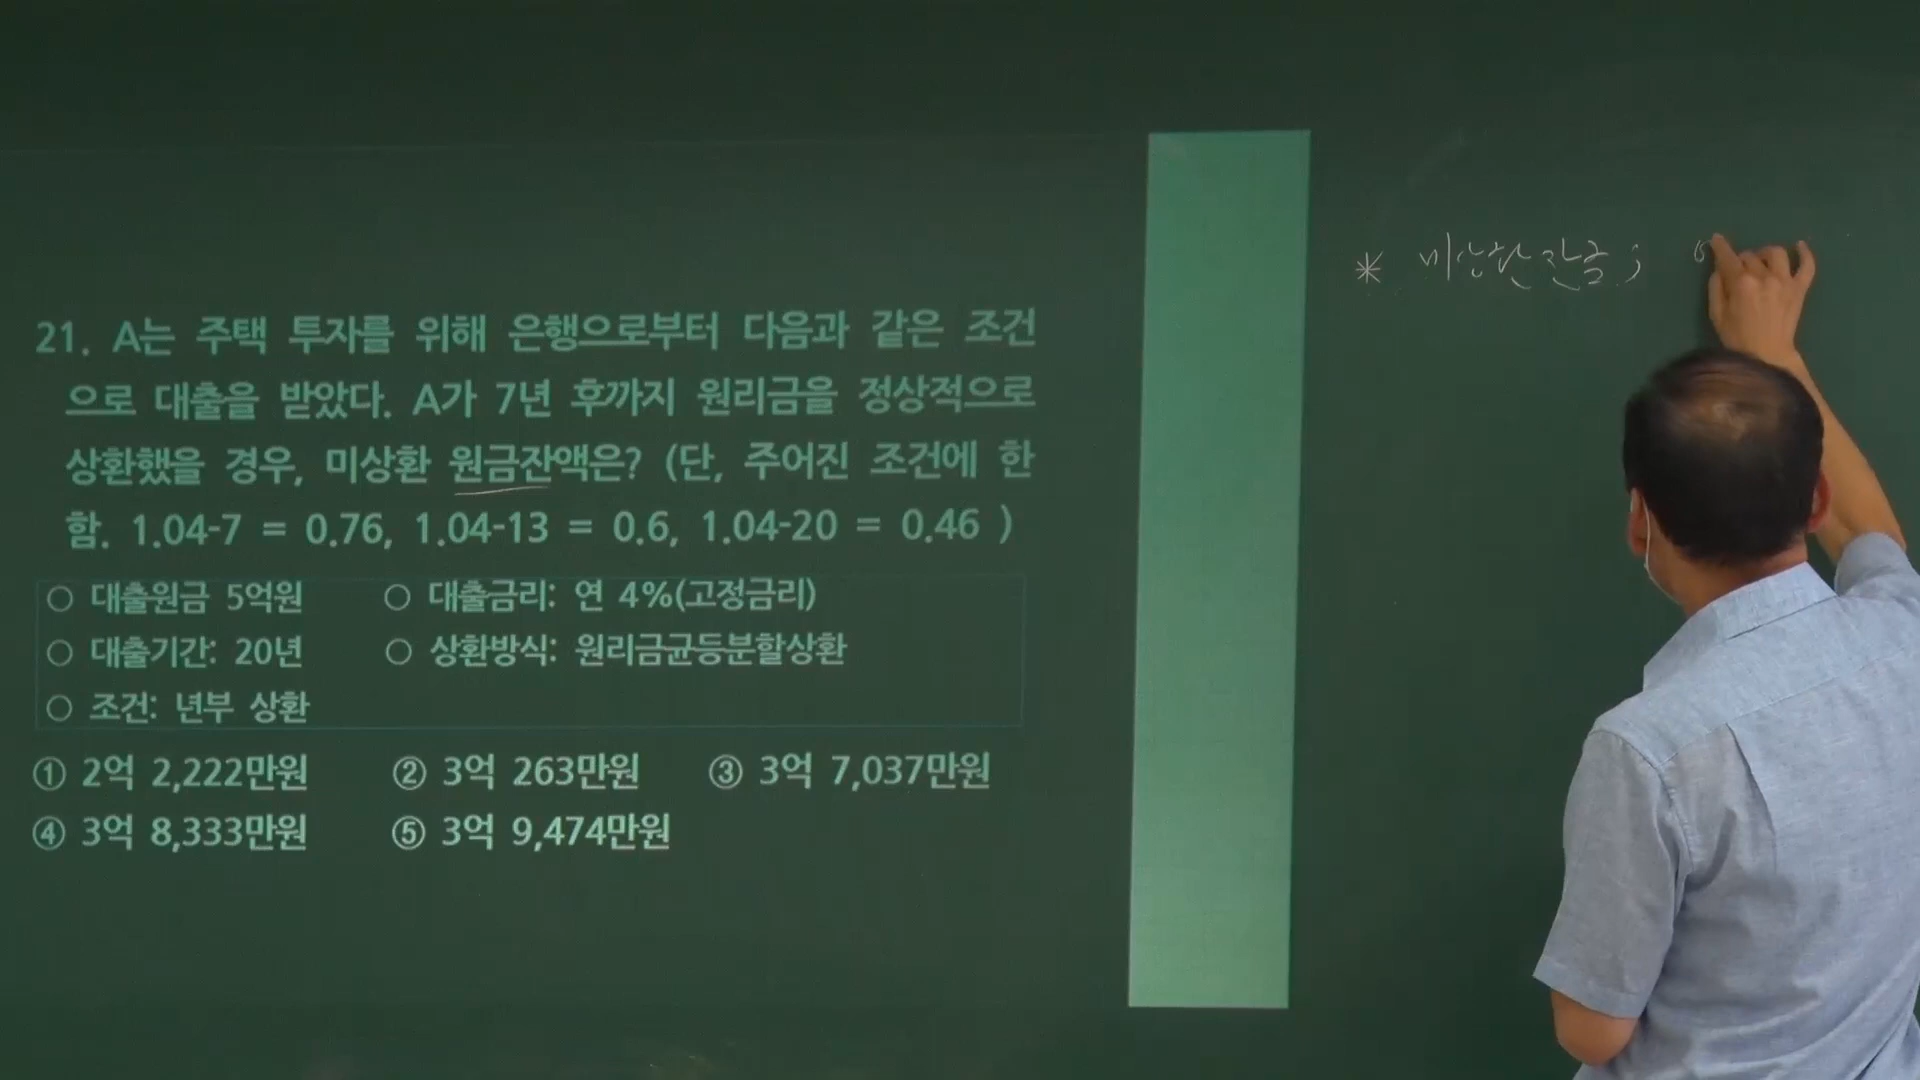 21. A는 주택 투자를 위해 은행으로부터 다음과 같은 조건
으로 대출을 받았다. A가 7년 후까지 원리금을 정상적으로
상환했을 경우, 미상환 원금잔액은? (단, 주어진 조건에 한
함. 1.04-7 = 0.76, 1.04-13 = 0.6, 1.04-20 = 0.46 )
○ 대출원금 5억원 ○ 대출금리: 연 4%(고정금리)
○ 대출기간: 20년 ○ 상환방식: 원리금균등분할상환
○ 조건: 년부 상환
① 2억 2,222만원 ② 3억 263만원 ③ 3억 7,037만원
④ 3억 8,333만원 ⑤ 3억 9,474만원
* 미상환잔금;